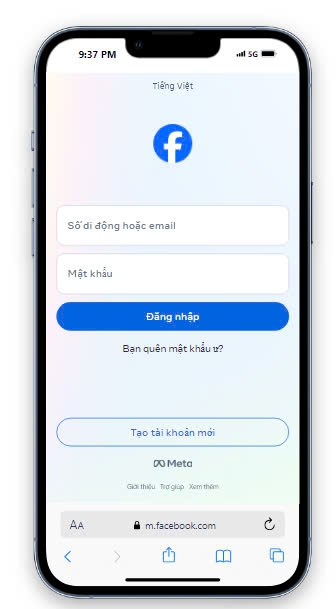 9:37 PM 5G
Tiếng Việt
Số di động hoặc email
Mật khẩu
Đăng nhập
Bạn quên mật khẩu ư?
Tạo tài khoản mới
Meta
Giới thiệu Trợ giúp Xem thêm
AA m.facebook.com